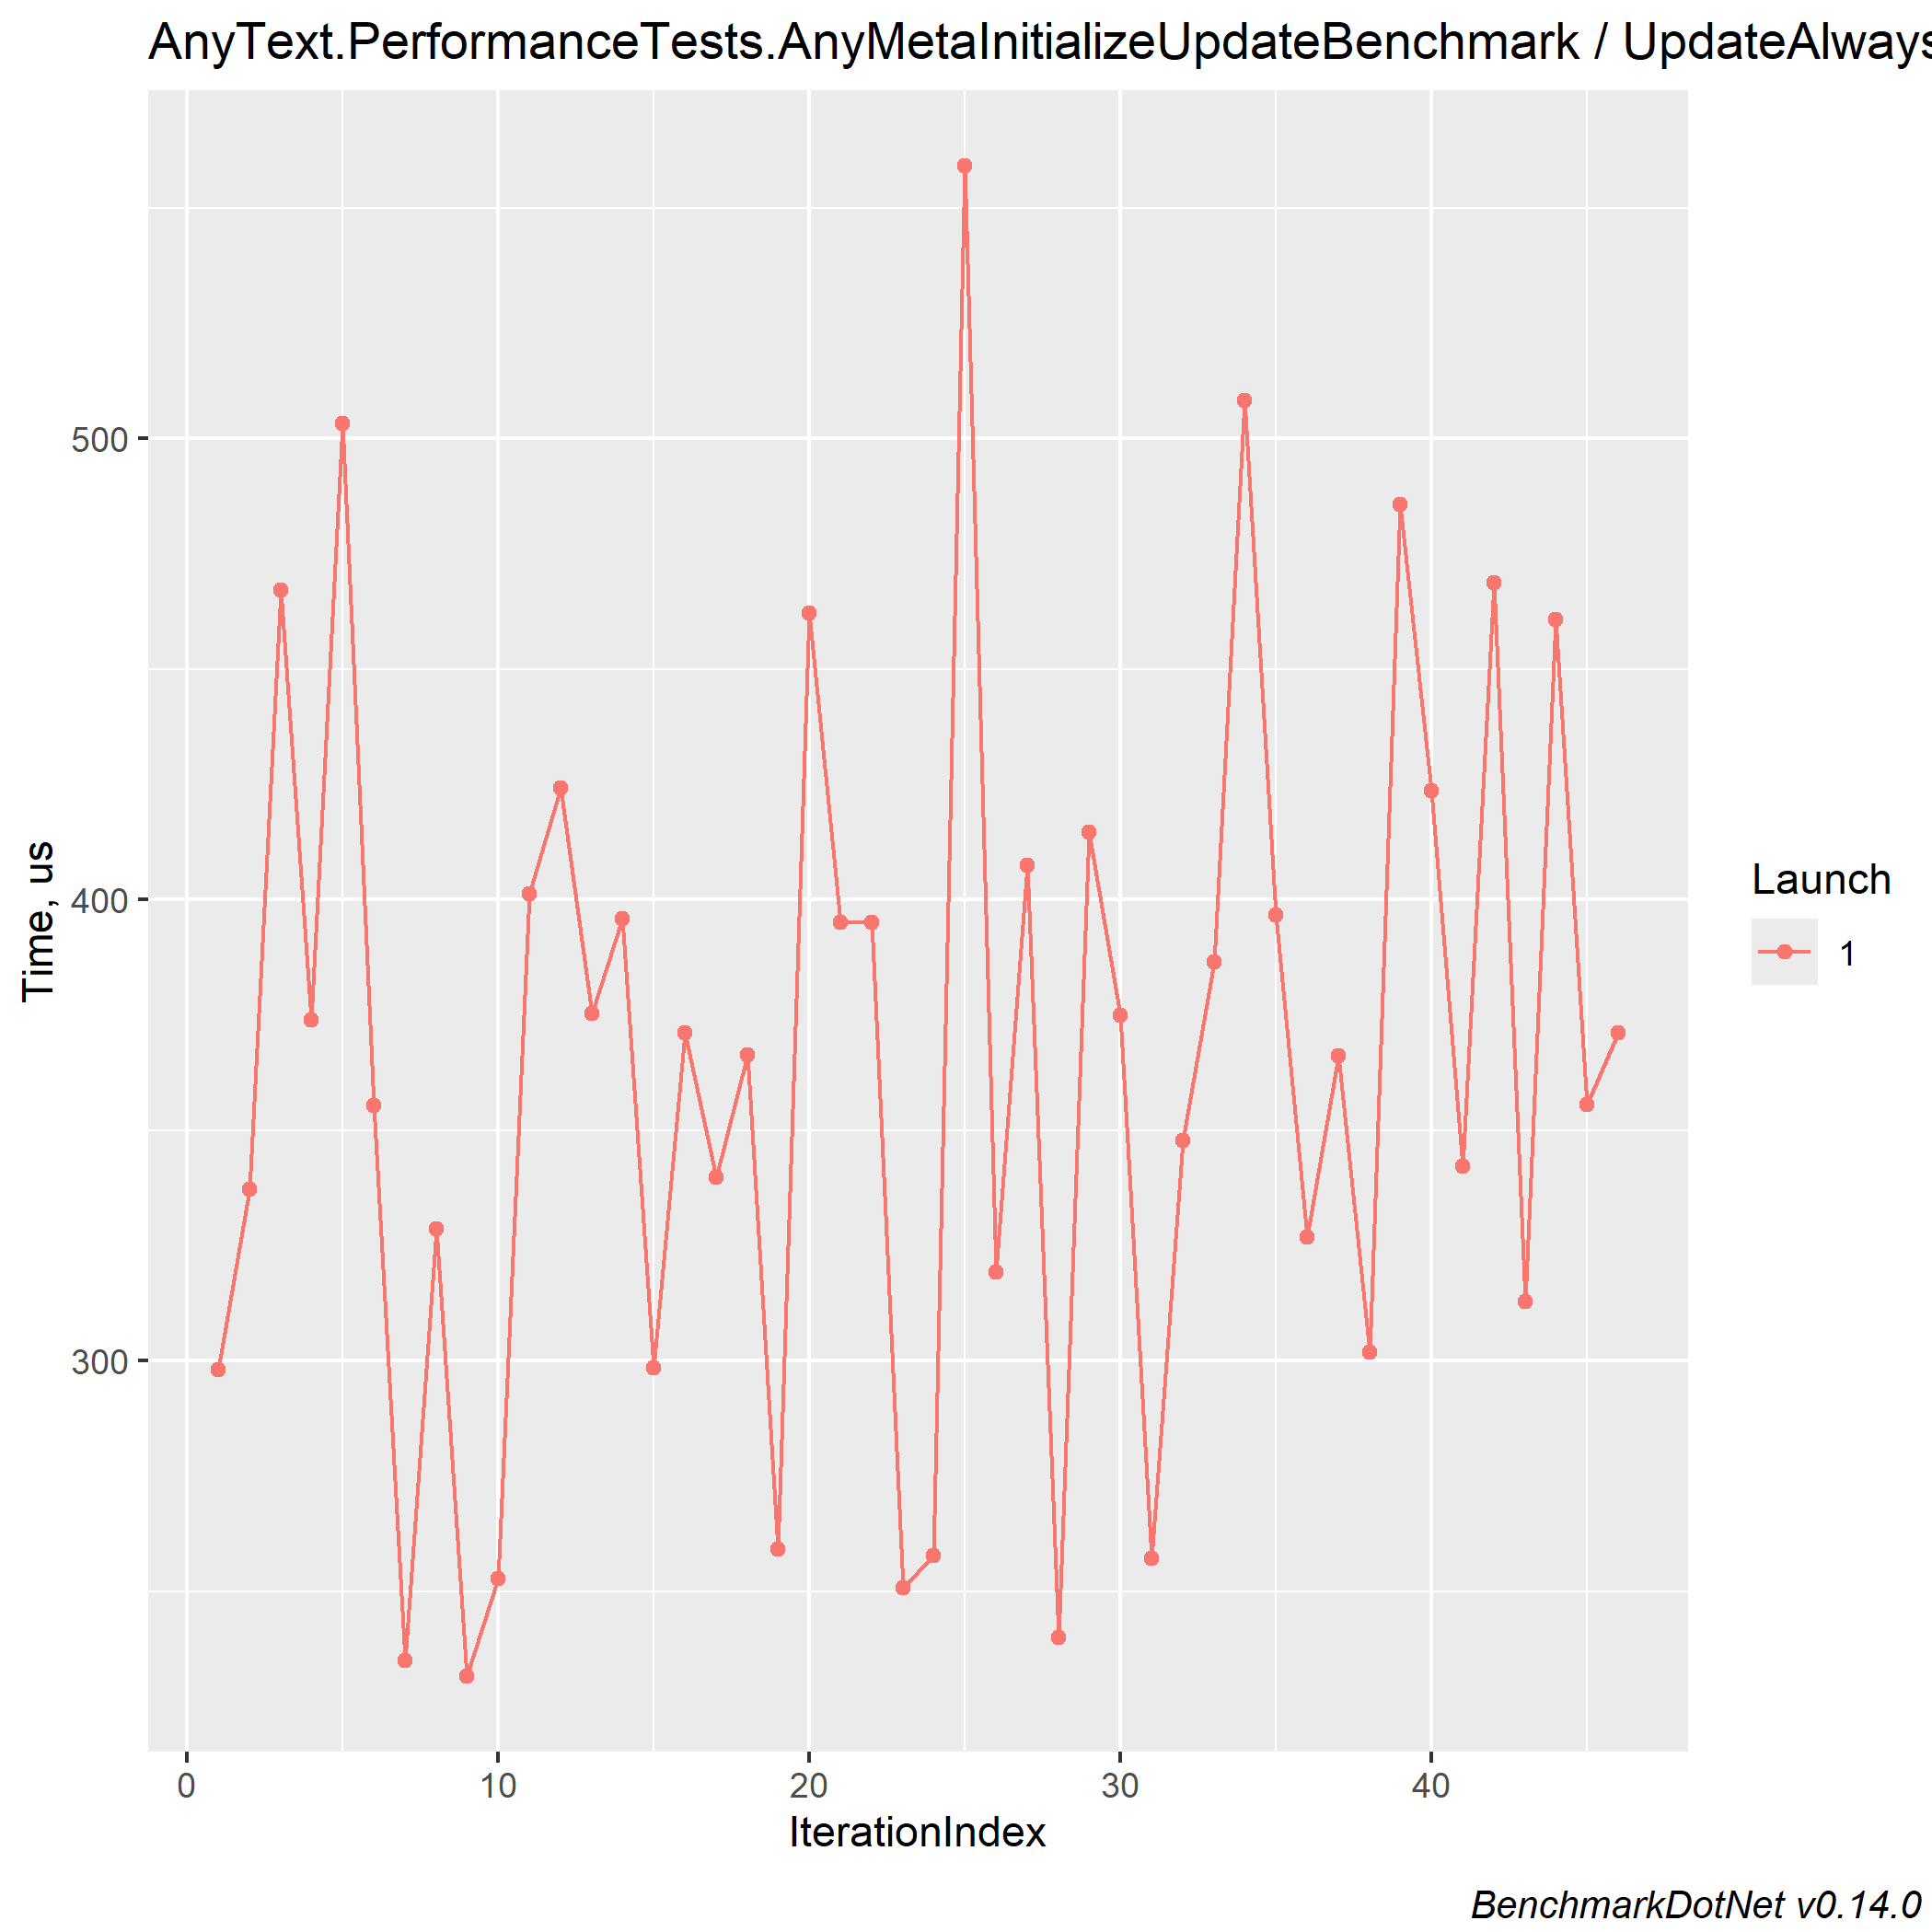 AnyText.PerformanceTests.AnyMetaInitializeUpdateBenchmark / UpdateAlways
500
400
300
Time, us
0 10 20 30 40
IterationIndex
Launch
1
BenchmarkDotNet v0.14.0